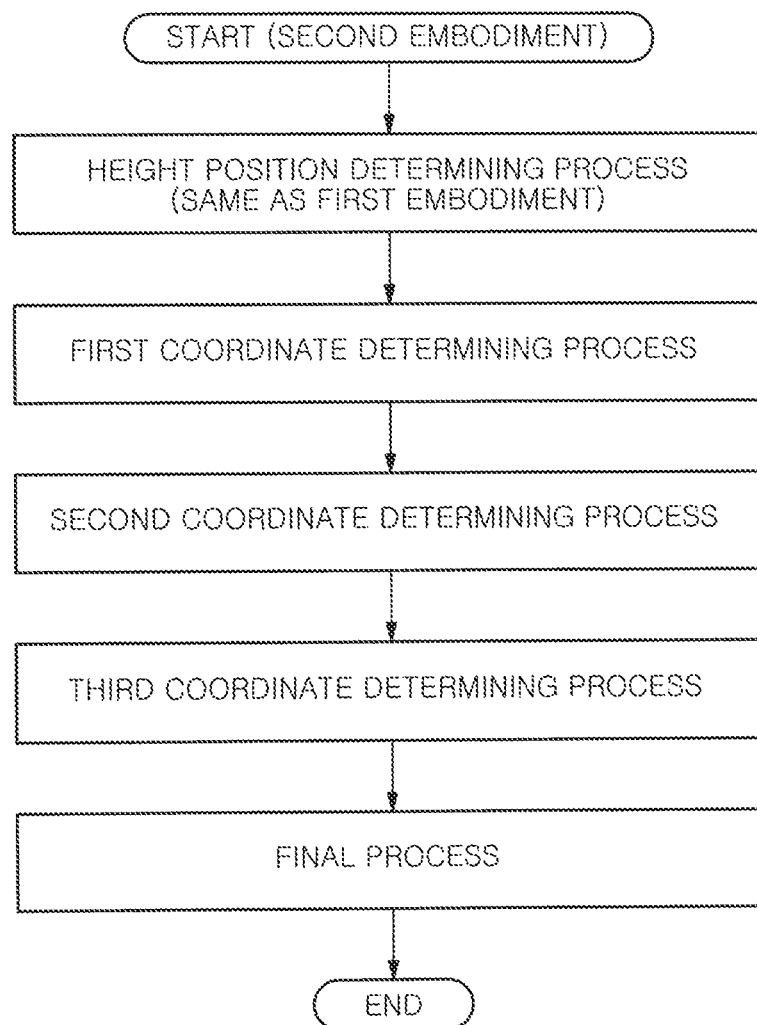 START (SECOND EMBODIMENT)
HEIGHT POSITION DETERMINING PROCESS
(SAME AS FIRST EMBODIMENT)
FIRST COORDINATE DETERMINING PROCESS
SECOND COORDINATE DETERMINING PROCESS
THIRD COORDINATE DETERMINING PROCESS
FINAL PROCESS
END